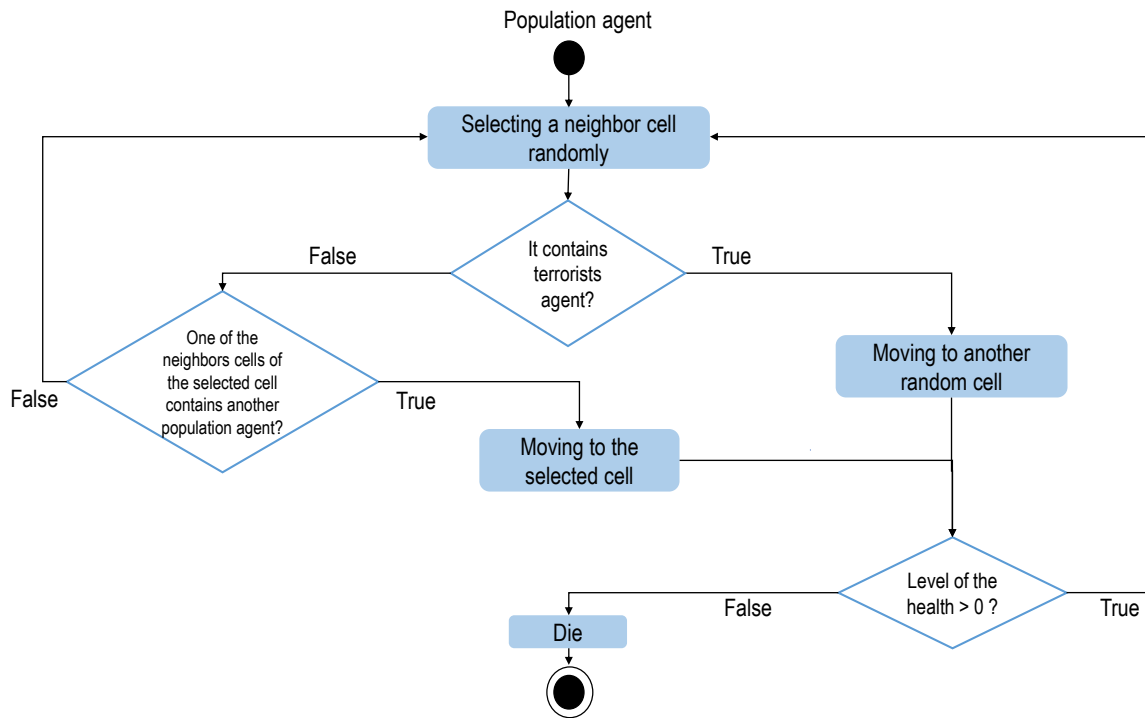 Population agent
Selecting a neighbor cell
randomly
It contains
terrorists
agent?
False
True
One of the
neighbors cells of
the selected cell
contains another
population agent?
False
True
Moving to another
random cell
Moving to the
selected cell
Level of the
health > 0 ?
False
True
Die